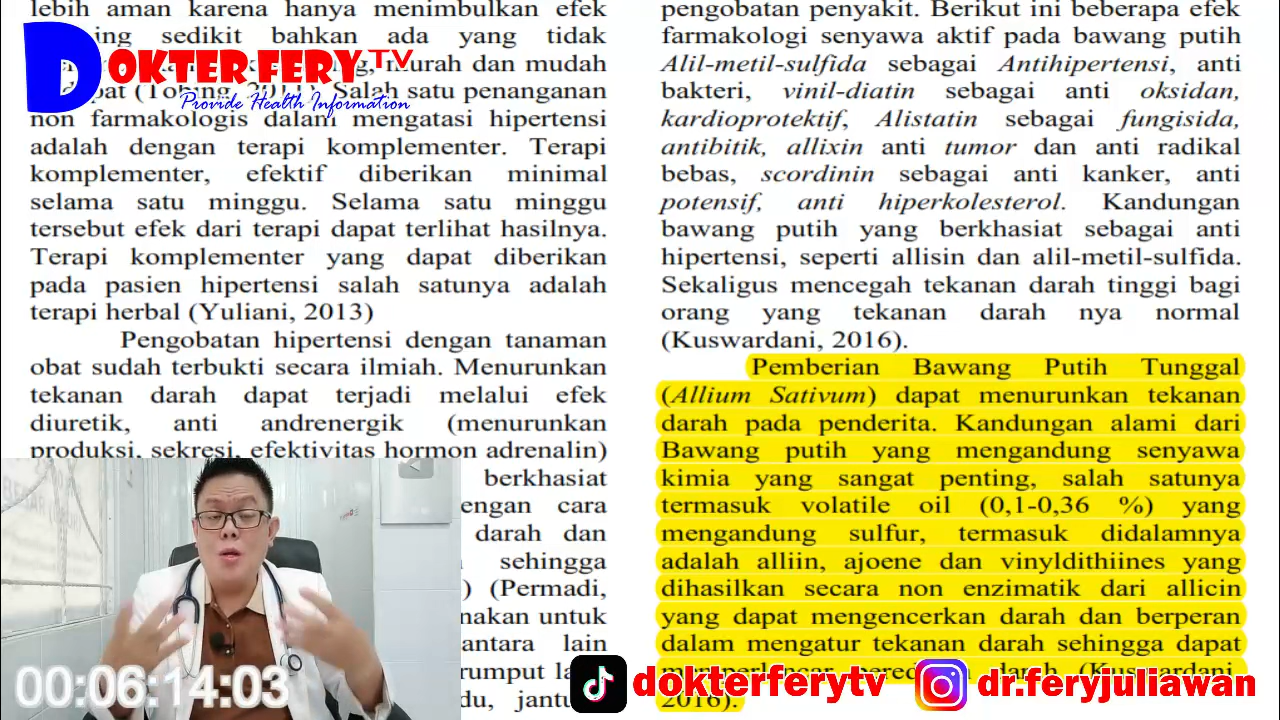 DOKTER FERY TV
Provide Health Information
lebih aman karena hanya menimbulkan efek
sedikit bahkan ada yang tidak
murah dan mudah
Salah satu penanganan
non farmakologis dalam mengatasi hipertensi
adalah dengan terapi komplementer. Terapi
komplementer, efektif diberikan minimal
selama satu minggu. Selama satu minggu
tersebut efek dari terapi dapat terlihat hasilnya.
Terapi komplementer yang dapat diberikan
pada pasien hipertensi salah satunya adalah
terapi herbal (Yuliani, 2013)
Pengobatan hipertensi dengan tanaman
obat sudah terbukti secara ilmiah. Menurunkan
tekanan darah dapat terjadi melalui efek
diuretik, anti andrenergik (menurunkan
produksi, sekresi, efektivitas hormon adrenalin)
berkhasiat
cara
darah dan
sehingga
) (Permadi,
untuk
antara lain
pengobatan penyakit. Berikut ini beberapa efek
farmakologi senyawa aktif pada bawang putih
Alil-metil-sulfida sebagai Antihipertensi, anti
bakteri, vinil-diatin sebagai anti oksidan,
kardioprotektif, Alistatin sebagai fungisida,
antibitik, allixin anti tumor dan anti radikal
bebas, scordinin sebagai anti kanker, anti
potensif, anti hiperkolesterol. Kandungan
bawang putih yang berkhasiat sebagai anti
hipertensi, seperti allisin dan alil-metil-sulfida.
Sekaligus mencegah tekanan darah tinggi bagi
orang yang tekanan darah nya normal
(Kuswardani, 2016).
Pemberian Bawang Putih Tunggal
(Allium Sativum) dapat menurunkan tekanan
darah pada penderita. Kandungan alami dari
Bawang putih yang mengandung senyawa
kimia yang sangat penting, salah satunya
termasuk volatile oil (0,1-0,36 %) yang
mengandung sulfur, termasuk didalamnya
adalah alliin, ajoene dan vinyldithiines yang
dihasilkan secara non enzimatik dari allicin
yang dapat mengencerkan darah dan berperan
dalam mengatur tekanan darah sehingga dapat
2016).
00:06:14:03
dokterferytv
dr.feryjuliawan